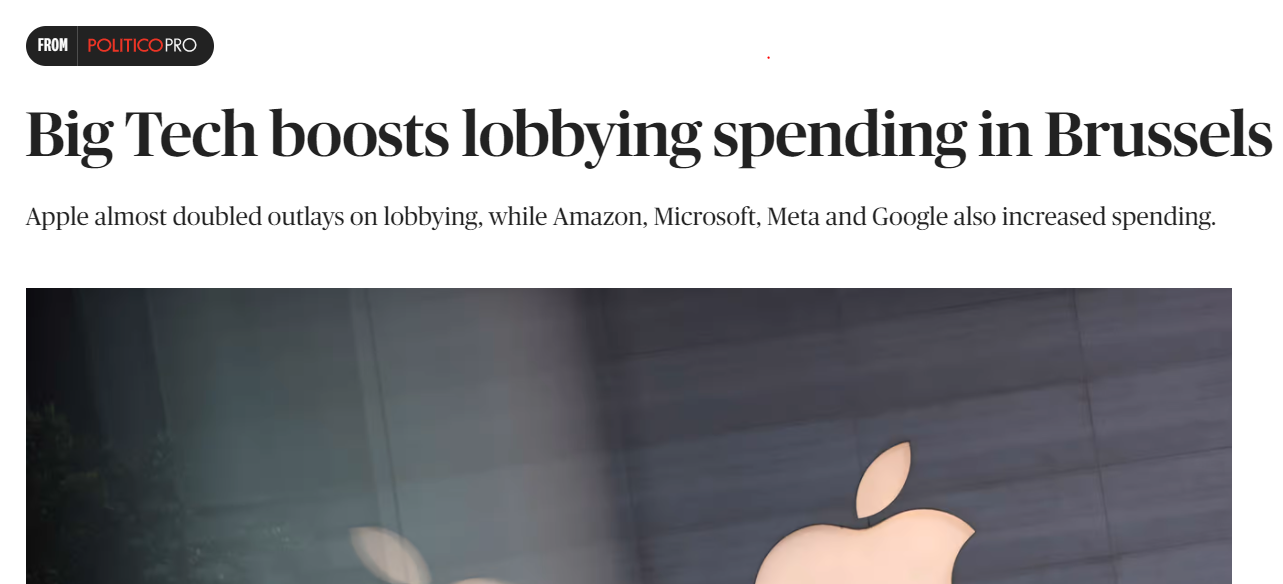 FROM POLITICOPRO
Big Tech boosts lobbying spending in Brussels
Apple almost doubled outlays on lobbying, while Amazon, Microsoft, Meta and Google also increased spending.